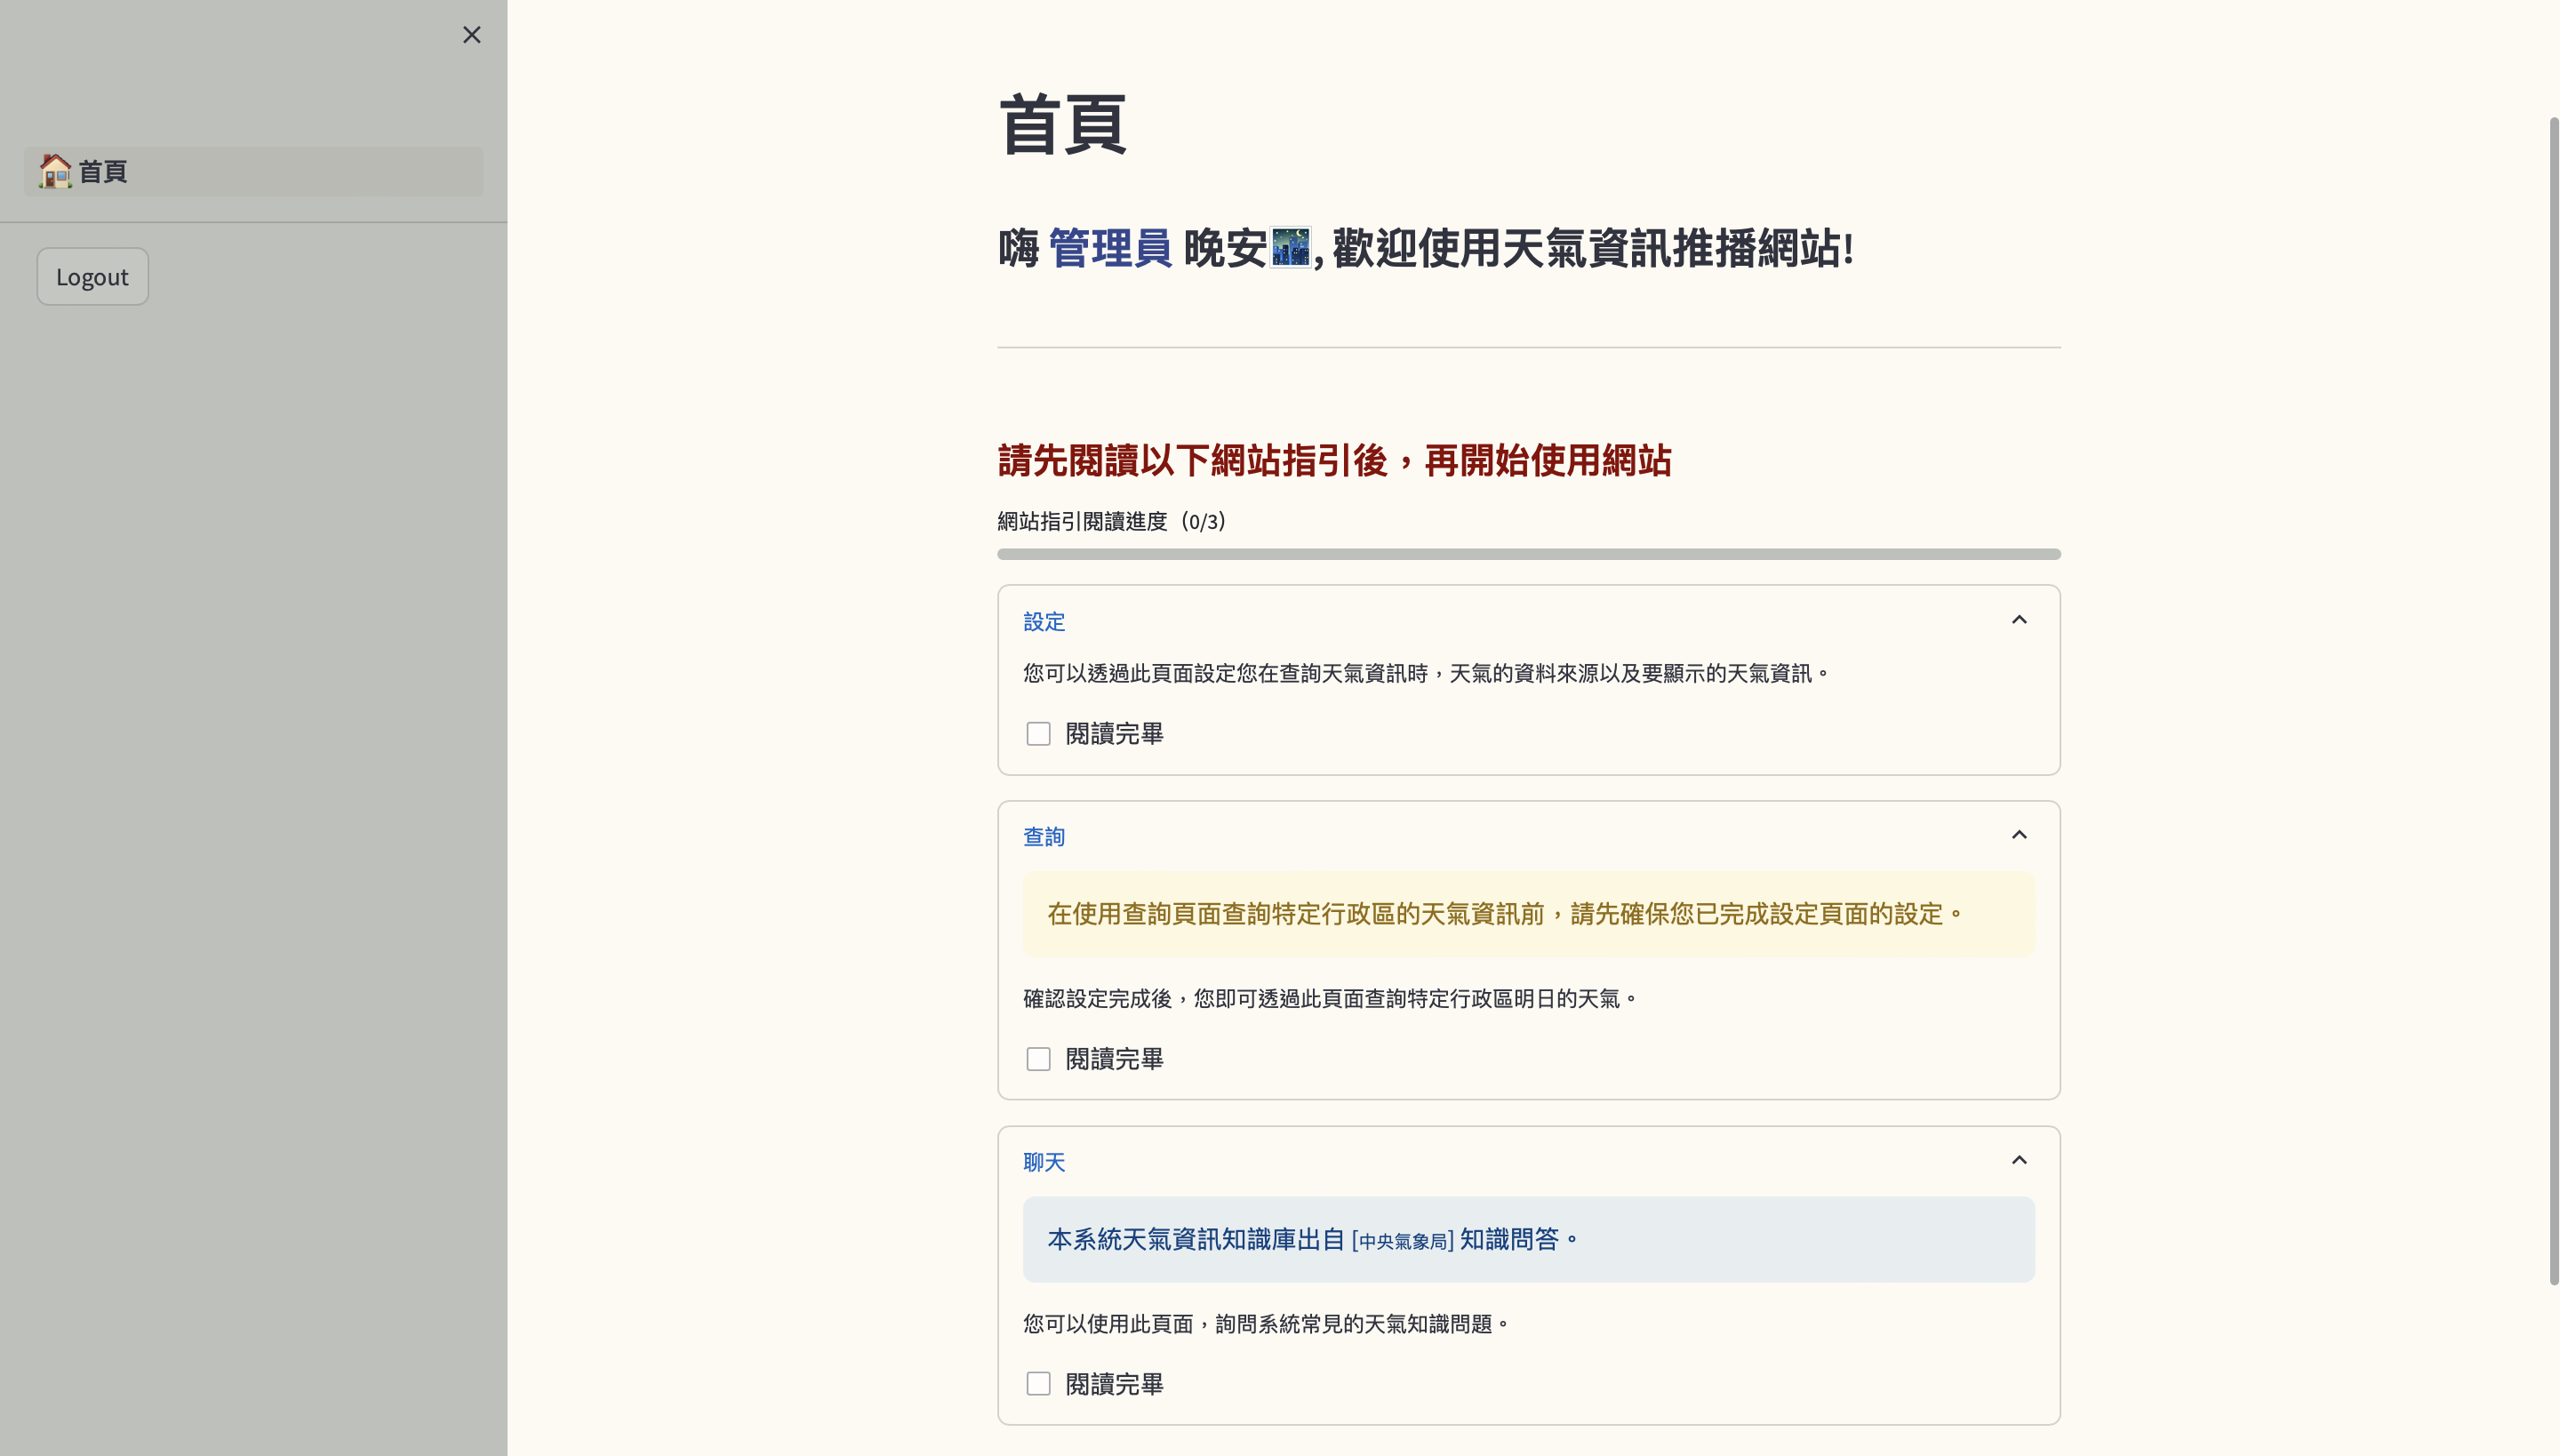 首頁
Logout
首頁
嗨 管理員 晚安🌃, 歡迎使用天氣資訊推播網站!
請先閱讀以下網站指引後，再開始使用網站
網站指引閱讀進度（0/3）
設定
您可以透過此頁面設定您在查詢天氣資訊時，天氣的資料來源以及要顯示的天氣資訊。
閱讀完畢
查詢
在使用查詢頁面查詢特定行政區的天氣資訊前，請先確保您已完成設定頁面的設定。
確認設定完成後，您即可透過此頁面查詢特定行政區明日的天氣。
閱讀完畢
聊天
本系統天氣資訊知識庫出自 [中央氣象局] 知識問答。
您可以使用此頁面，詢問系統常見的天氣知識問題。
閱讀完畢